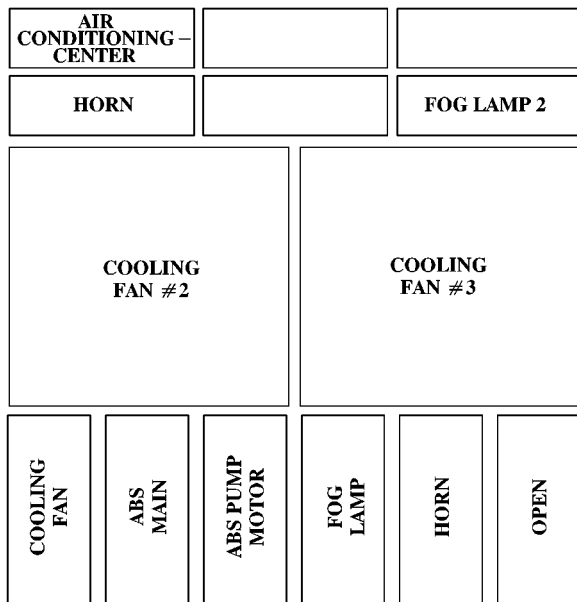 AIR
CONDITIONING –
CENTER
HORN
FOG LAMP 2
COOLING
FAN #2
COOLING
FAN #3
COOLING
FAN
ABS
MAIN
ABS PUMP
MOTOR
FOG
LAMP
HORN
OPEN